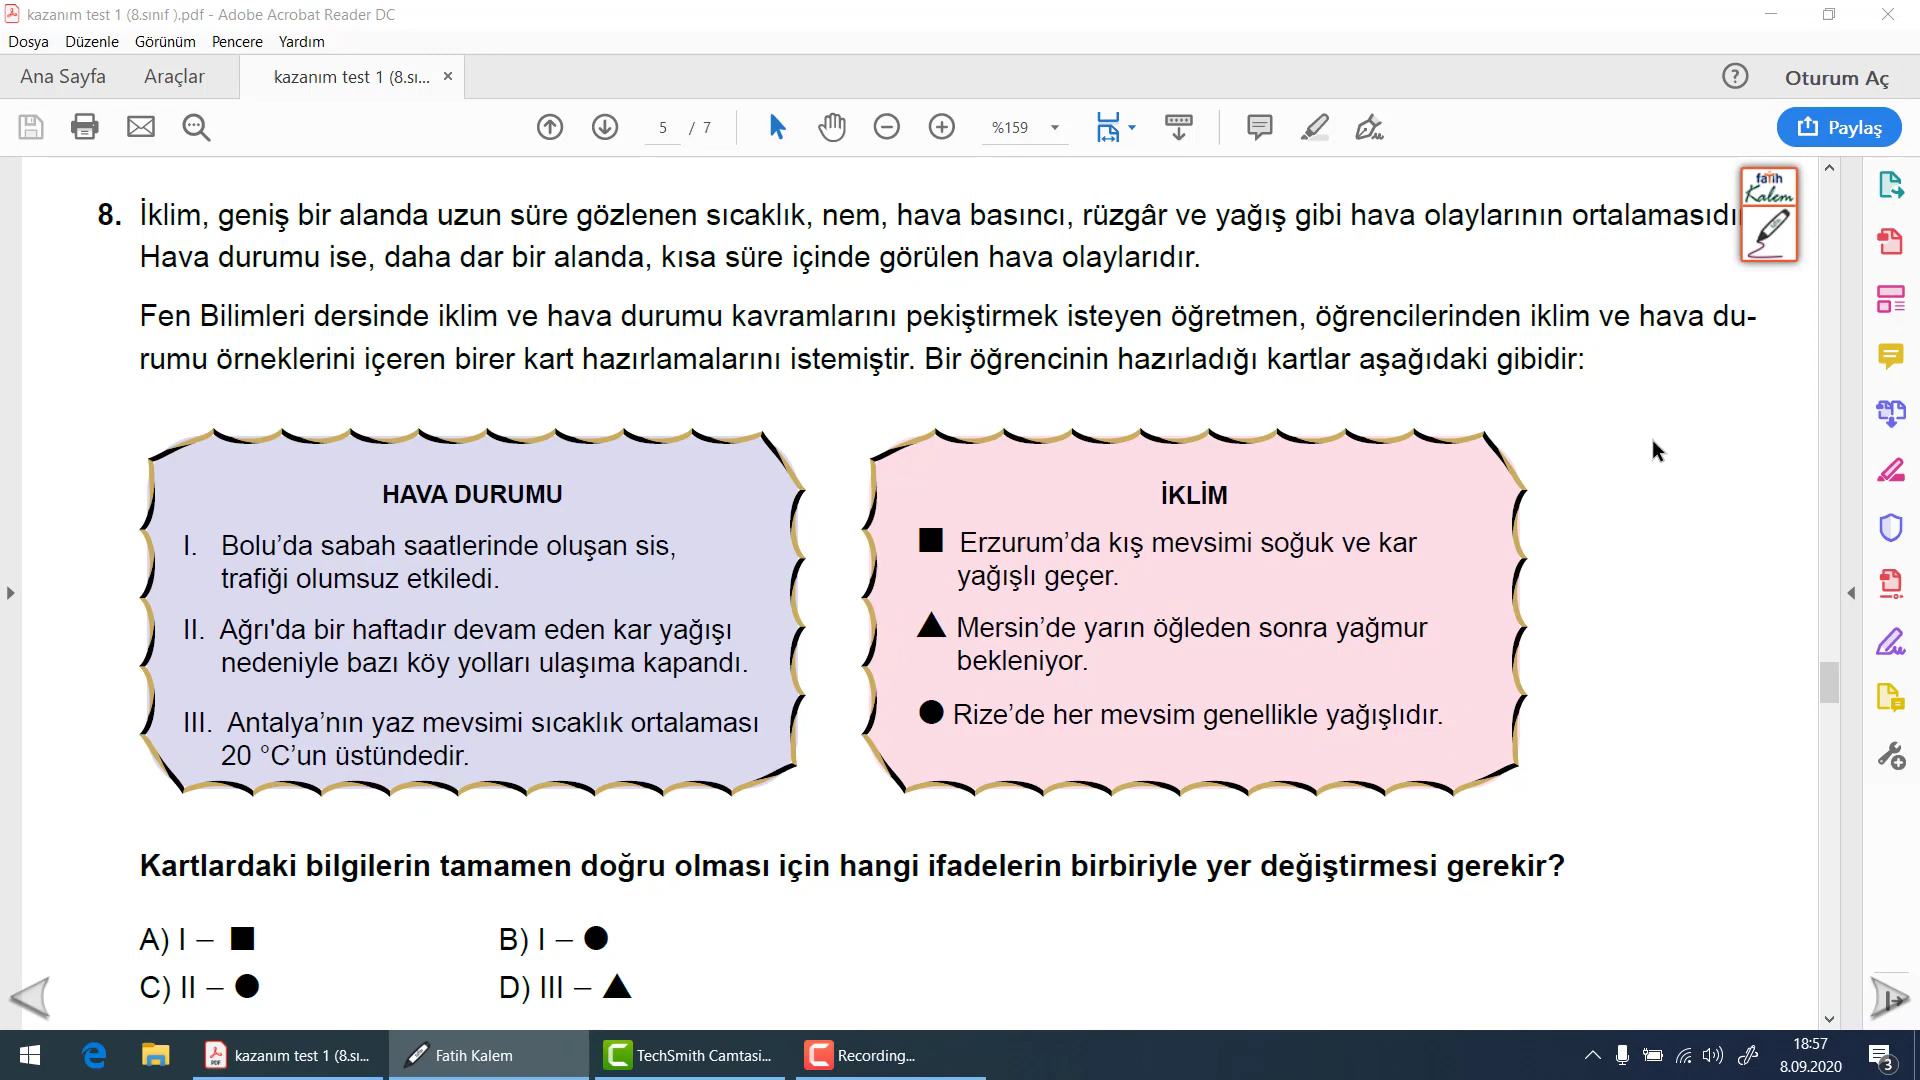 kazanım test 1 (8.sınıf ).pdf - Adobe Acrobat Reader DC
Dosya Düzenle Görünüm Pencere Yardım
Ana Sayfa Araçlar kazanım test 1 (8.sı... × ? Oturum Aç
5 / 7 %159 Paylaş
fatih
Kalem
8. İklim, geniş bir alanda uzun süre gözlenen sıcaklık, nem, hava basıncı, rüzgâr ve yağış gibi hava olaylarının ortalamasıdır
Hava durumu ise, daha dar bir alanda, kısa süre içinde görülen hava olaylarıdır.
Fen Bilimleri dersinde iklim ve hava durumu kavramlarını pekiştirmek isteyen öğretmen, öğrencilerinden iklim ve hava du-
rumu örneklerini içeren birer kart hazırlamalarını istemiştir. Bir öğrencinin hazırladığı kartlar aşağıdaki gibidir:
HAVA DURUMU
I. Bolu’da sabah saatlerinde oluşan sis,
trafiği olumsuz etkiledi.
II. Ağrı'da bir haftadır devam eden kar yağışı
nedeniyle bazı köy yolları ulaşıma kapandı.
III. Antalya’nın yaz mevsimi sıcaklık ortalaması
20 °C’un üstündedir.
İKLİM
■ Erzurum’da kış mevsimi soğuk ve kar
yağışlı geçer.
▲ Mersin’de yarın öğleden sonra yağmur
bekleniyor.
● Rize’de her mevsim genellikle yağışlıdır.
Kartlardaki bilgilerin tamamen doğru olması için hangi ifadelerin birbiriyle yer değiştirmesi gerekir?
A) I – ■ B) I – ●
C) II – ● D) III – ▲
kazanım test 1 (8.sı... Fatih Kalem TechSmith Camtasi... Recording... 18:57
8.09.2020 3